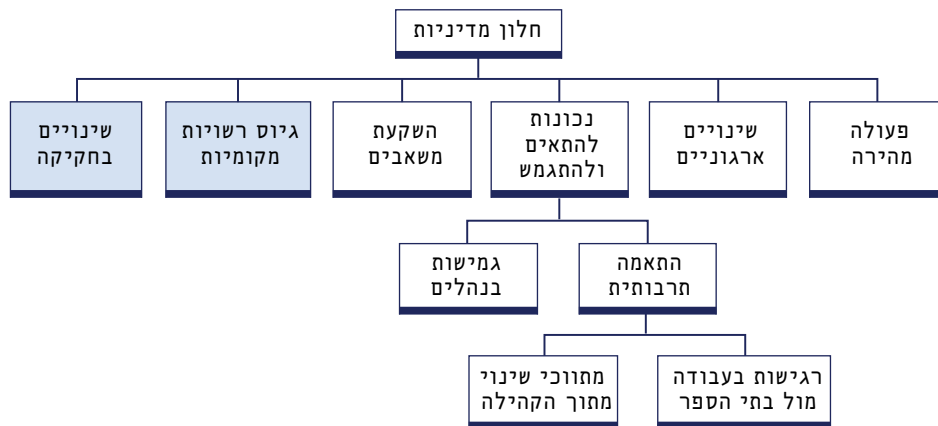 חלון מדיניות
פעולה
מהירה
שינויים
ארגוניים
נכונות
להתאים
ולהתגמש
השקעת
משאבים
גיוס רשויות
מקומיות
שינויים
בחקיקה
התאמה
תרבותית
גמישות
בנהלים
רגישות בעבודה
מול בתי הספר
מתווכי שינוי
מתוך הקהילה